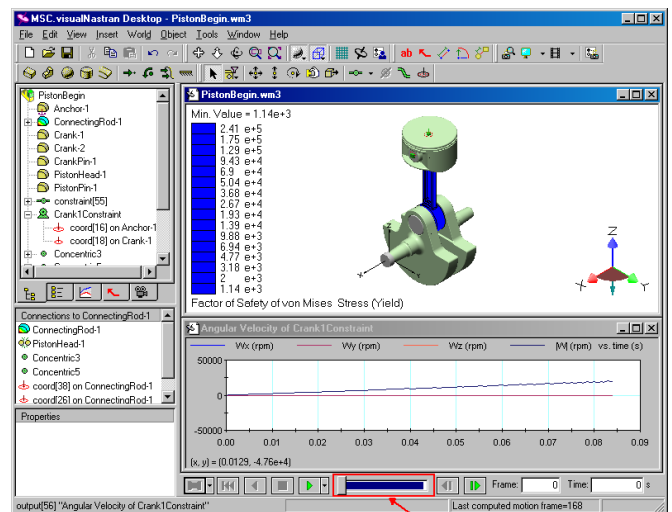 MSC.visualNastran Desktop - PistonBegin.wm3
File Edit View Insert World Object Tools Window Help
ab
PistonBegin
Anchor-1
ConnectingRod-1
Crank-1
Crank-2
CrankPin-1
PistonHead-1
PistonPin-1
constraint[55]
Crank1Constraint
coord[16] on Anchor-1
coord[18] on Crank-1
Concentric3
Connections to ConnectingRod-1
ConnectingRod-1
PistonHead-1
Concentric3
Concentric5
coord[38] on ConnectingRod-1
coord[26] on ConnectingRod-1
Properties
PistonBegin.wm3
Min. Value = 1.14e+3
2.41 e+5
1.75 e+5
1.29 e+5
9.43 e+4
6.9 e+4
5.04 e+4
3.68 e+4
2.67 e+4
1.93 e+4
1.39 e+4
9.88 e+3
6.94 e+3
4.77 e+3
3.18 e+3
2 e+3
1.14 e+3
Factor of Safety of von Mises Stress (Yield)
x
Z
X
Y
Angular Velocity of Crank1Constraint
Wx (rpm) Wy (rpm) Wz (rpm) |W| (rpm) vs. time (s)
50000
0
-50000
0.00 0.01 0.02 0.03 0.04 0.05 0.06 0.07 0.08 0.09
(x, y) = (0.0129, -4.76e+4)
Frame: 0 Time: 0 s
output[56] "Angular Velocity of Crank1Constraint" Last computed motion frame=168